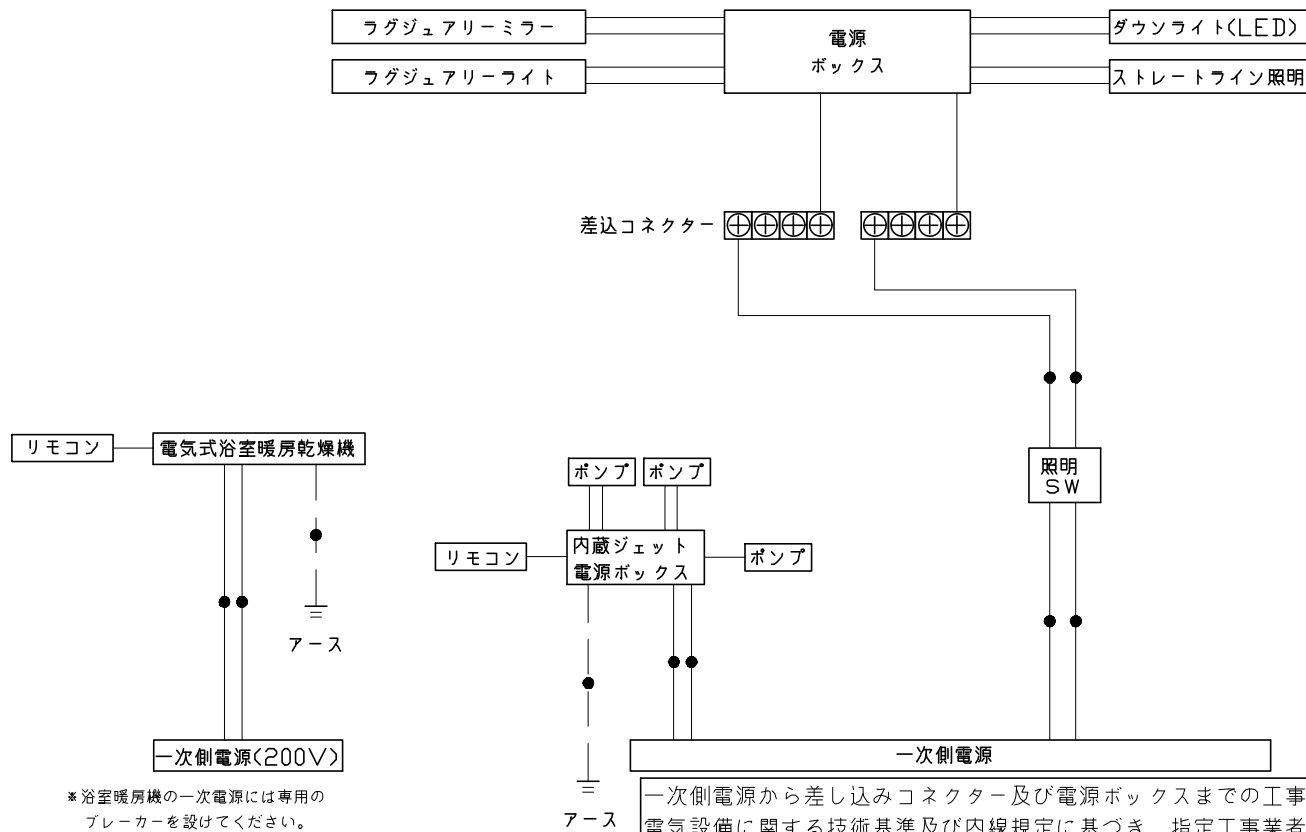 ラグジュアリーミラー
電源
ボックス
ダウンライト(LED)
ラグジュアリーライト
ストレートライン照明
差込コネクター
リモコン
電気式浴室暖房乾燥機
ポンプ
ポンプ
照明
SW
リモコン
内蔵ジェット
電源ボックス
ポンプ
アース
一次側電源(200V)
一次側電源
※浴室暖房機の一次電源には専用の
ブレーカーを設けてください。
アース
一次側電源から差し込みコネクター及び電源ボックスまでの工事
電気設備に関する技術基準及び内線規定に基づき、指定工事業者